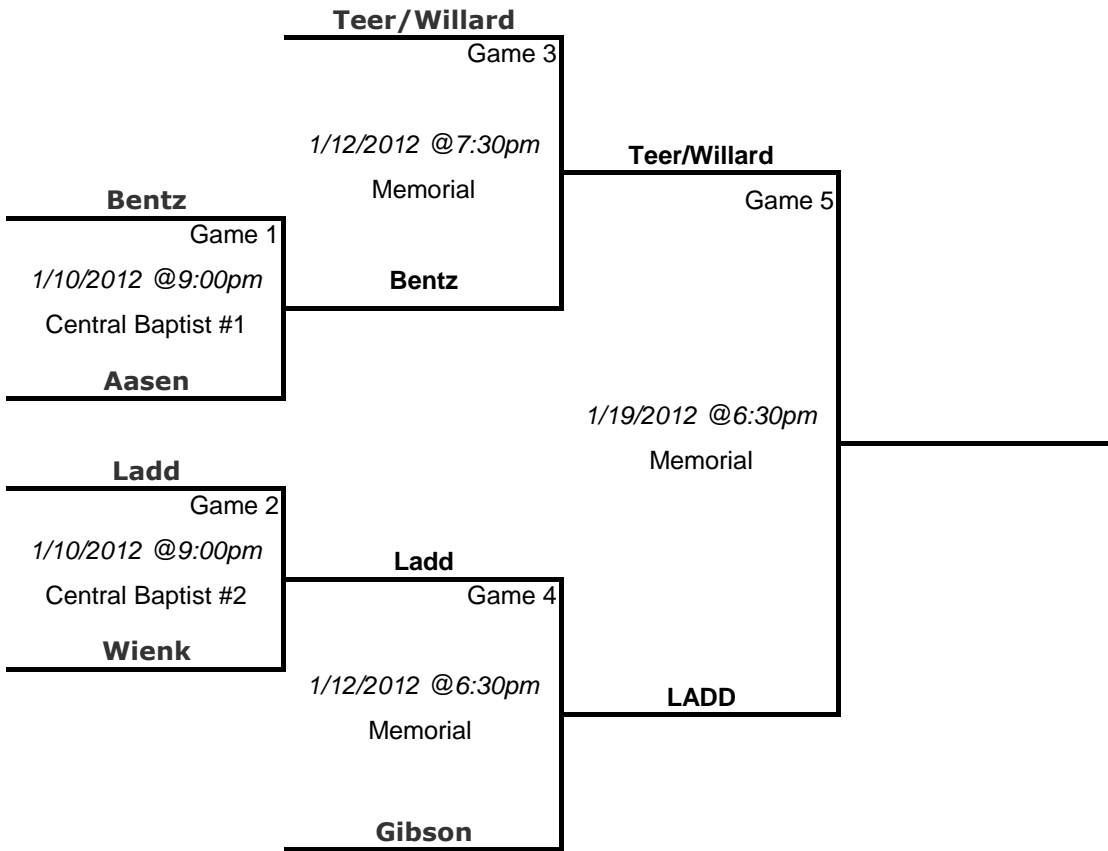 Teer/Willard
Game 3
1/12/2012 @7:30pm
Memorial
Teer/Willard
Game 5
Bentz
Game 1
1/10/2012 @9:00pm
Central Baptist #1
Bentz
Aasen
1/19/2012 @6:30pm
Memorial
Ladd
Game 2
1/10/2012 @9:00pm
Central Baptist #2
Ladd
Game 4
Wienk
1/12/2012 @6:30pm
Memorial
LADD
Gibson